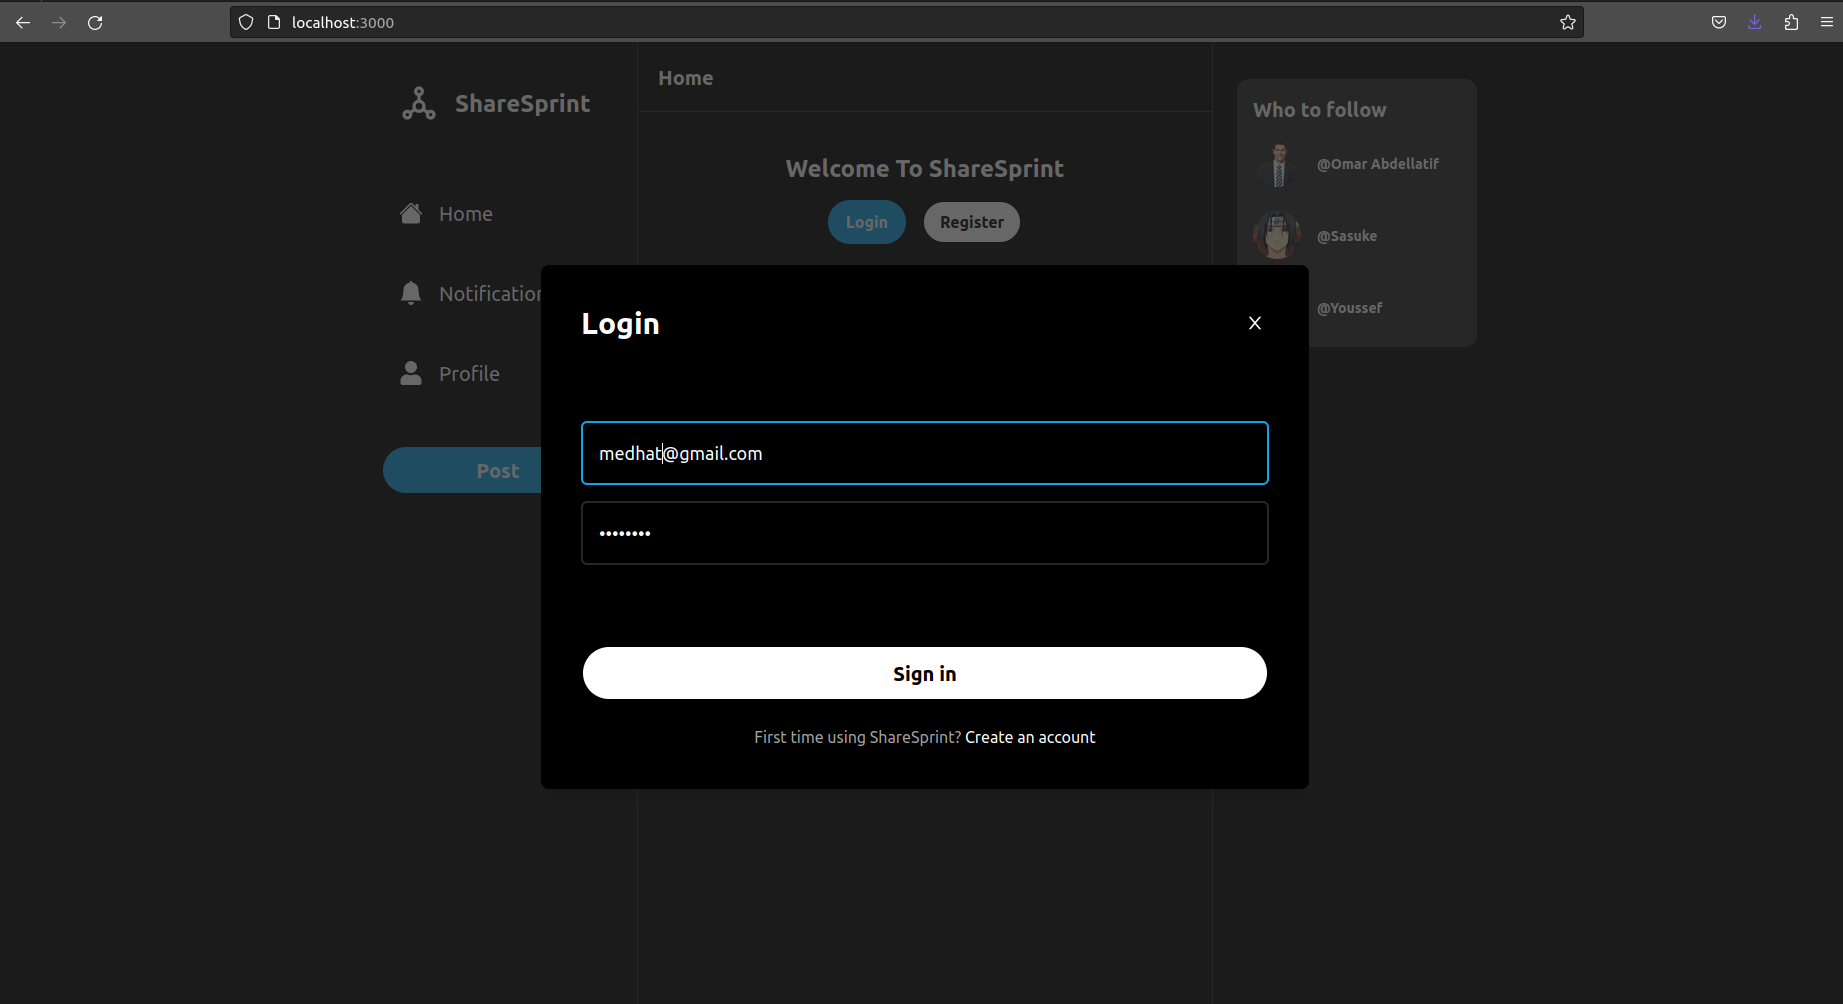 localhost:3000
ShareSprint
Home
Notification
Profile
Post
Home
Welcome To ShareSprint
Login
Register
Who to follow
@Omar Abdellatif
@Sasuke
@Youssef
Login
X
medhat@gmail.com
••••••••
Sign in
First time using ShareSprint? Create an account